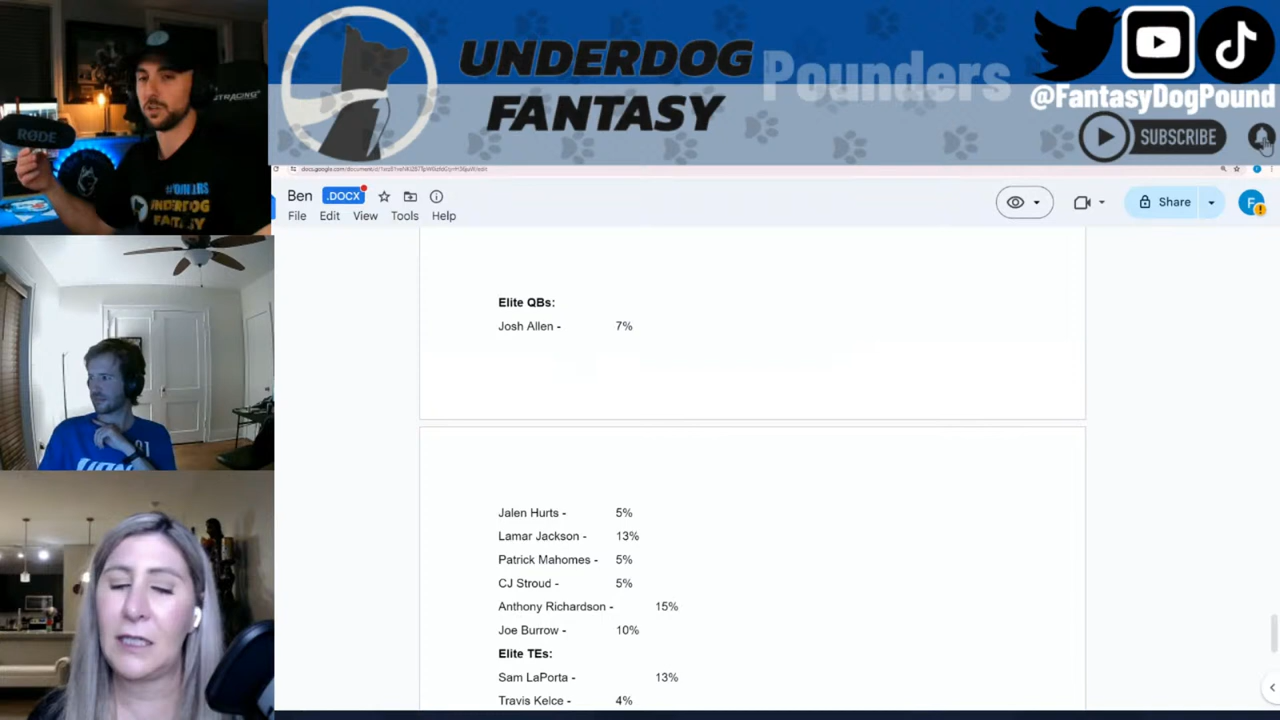 UNDERDOG
FANTASY
Pounders
@FantasyDogPound
SUBSCRIBE
RØDE
UNDERDOG
FANTASY
Ben
.DOCX
File
Edit
View
Tools
Help
Share
F
Elite QBs:
Josh Allen - 7%
Jalen Hurts - 5%
Lamar Jackson - 13%
Patrick Mahomes - 5%
CJ Stroud - 5%
Anthony Richardson - 15%
Joe Burrow - 10%
Elite TEs:
Sam LaPorta - 13%
Travis Kelce - 4%